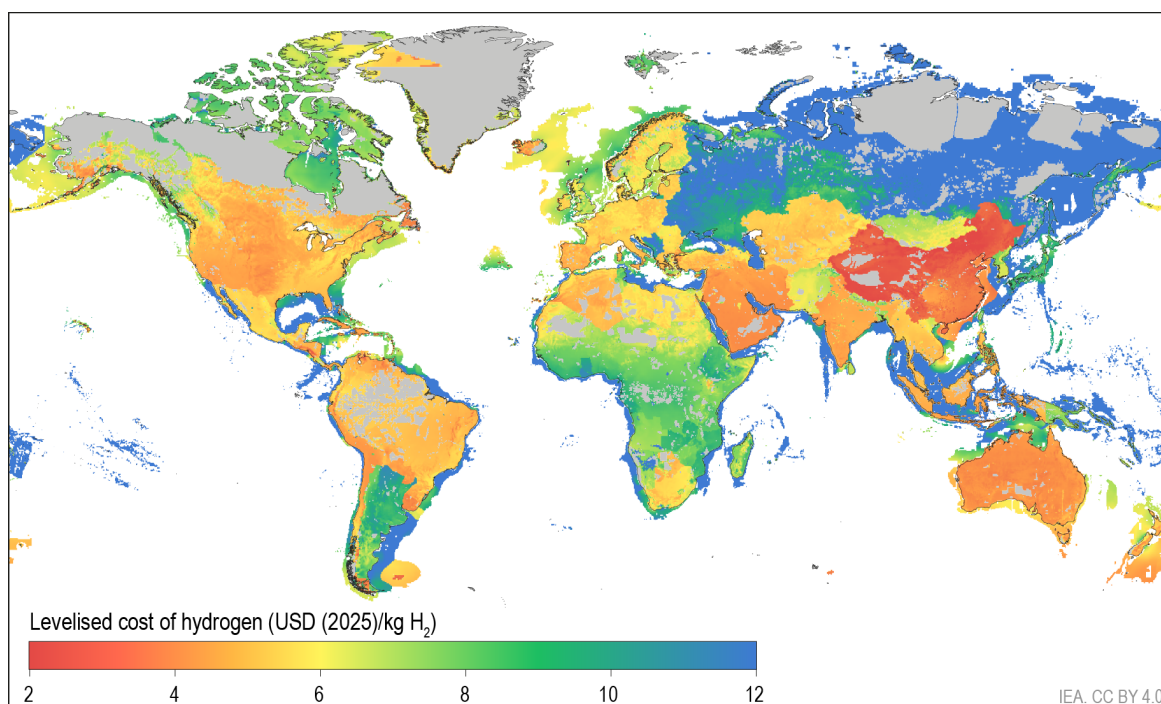 Levelised cost of hydrogen (USD (2025)/kg H₂)
2 4 6 8 10 12
IEA. CC BY 4.0